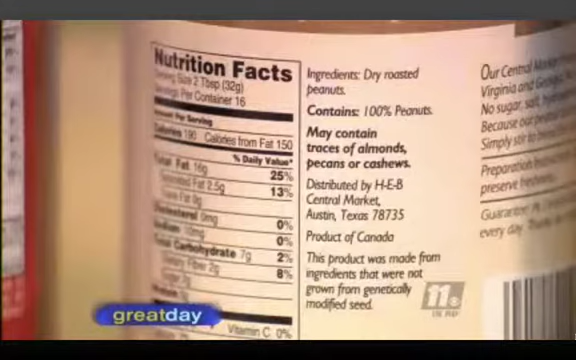 Nutrition Facts
Serving Size 2 Tbsp (32g)
Servings Per Container 16
Amount Per Serving
Calories 190 Calories from Fat 150
% Daily Value*
Total Fat 16g 25%
Saturated Fat 2.5g 13%
Trans Fat 0g
Cholesterol 0mg 0%
Sodium 0%
Total Carbohydrate 7g 2%
Dietary Fiber 2g 8%
Vitamin C 0%
Ingredients: Dry roasted
peanuts.
Contains: 100% Peanuts.
May contain
traces of almonds,
pecans or cashews.
Distributed by H-E-B
Central Market,
Austin, Texas 78735
Product of Canada
This product was made from
ingredients that were not
grown from genetically
modified seed.
Our Central
Virginia and
No sugar, salt,
Because our
Simply stir to
Preparation
preserve freshness.
every day.
greatday
11